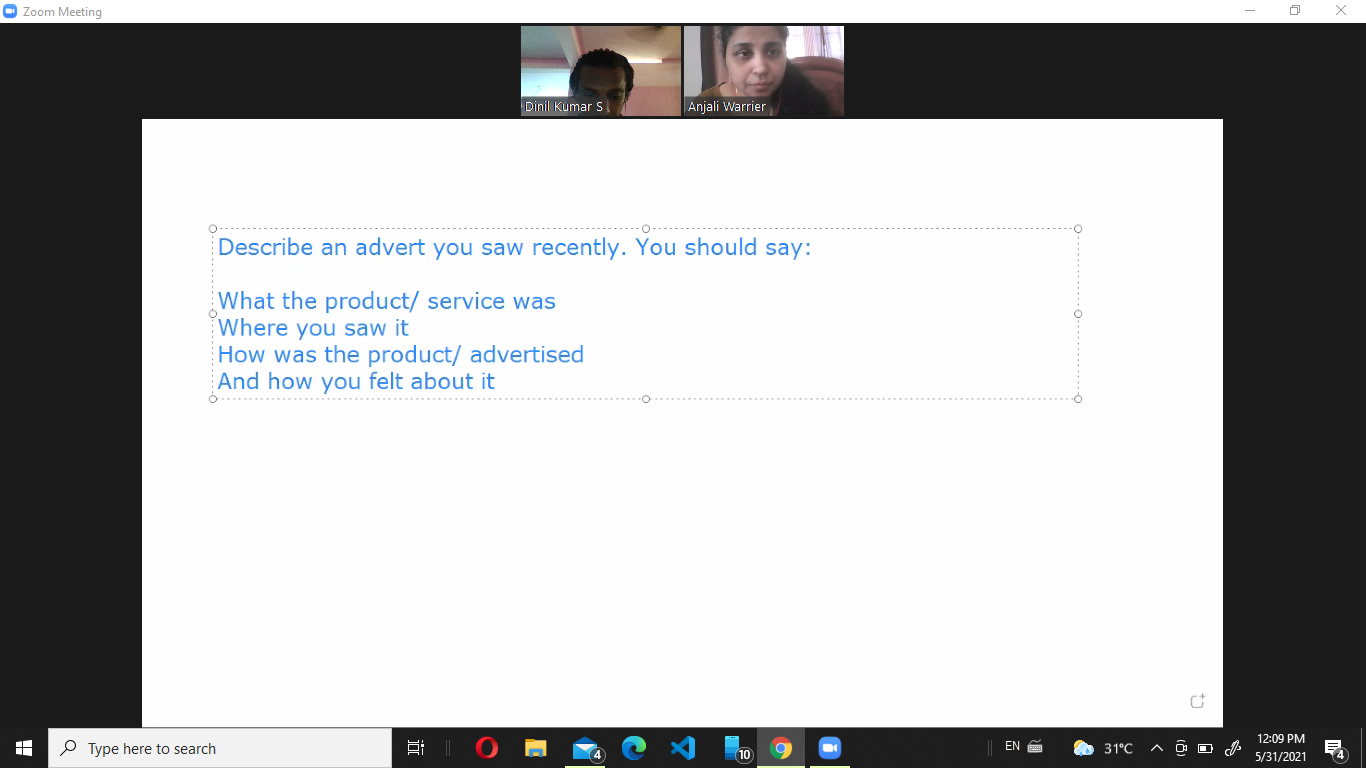 Zoom Meeting
Dinil Kumar S
Anjali Warrier
Describe an advert you saw recently. You should say:
What the product/ service was
Where you saw it
How was the product/ advertised
And how you felt about it
Type here to search
4
10
EN
31°C
12:09 PM
5/31/2021
4